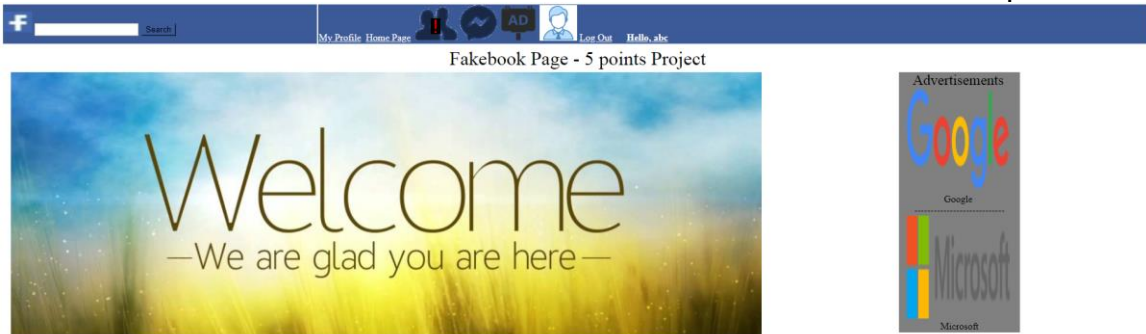 Search
My Profile Home Page AD Log Out Hello, abc
Fakebook Page - 5 points Project
Welcome
—We are glad you are here—
Advertisements
Google
Google
Microsoft
Microsoft